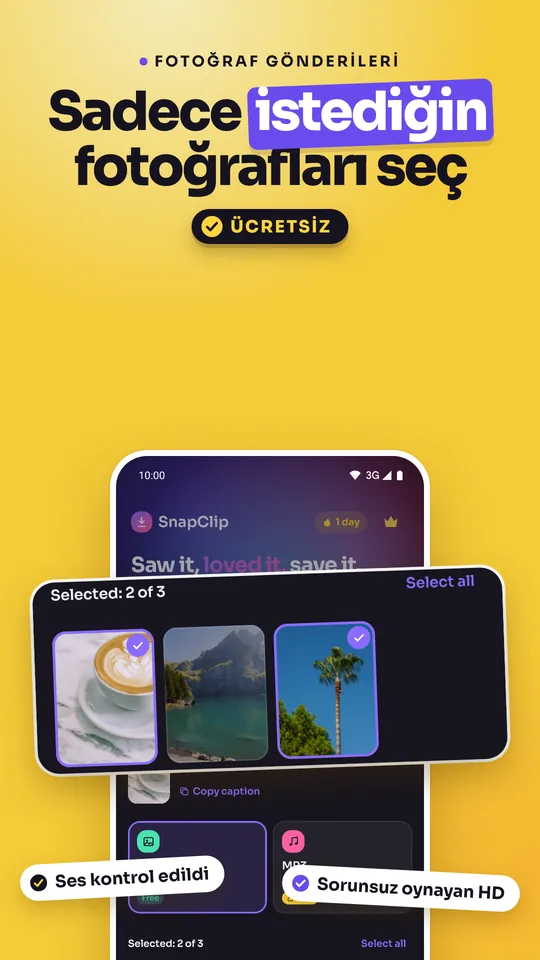 FOTOĞRAF GÖNDERİLERİ
Sadece istediğin
fotoğrafları seç
ÜCRETSİZ
10:00
3G
SnapClip
1 day
Saw it, loved it, save it
Selected: 2 of 3
Select all
Copy caption
MP3
Ses kontrol edildi
Sorunsuz oynayan HD
Free
Selected: 2 of 3
Select all